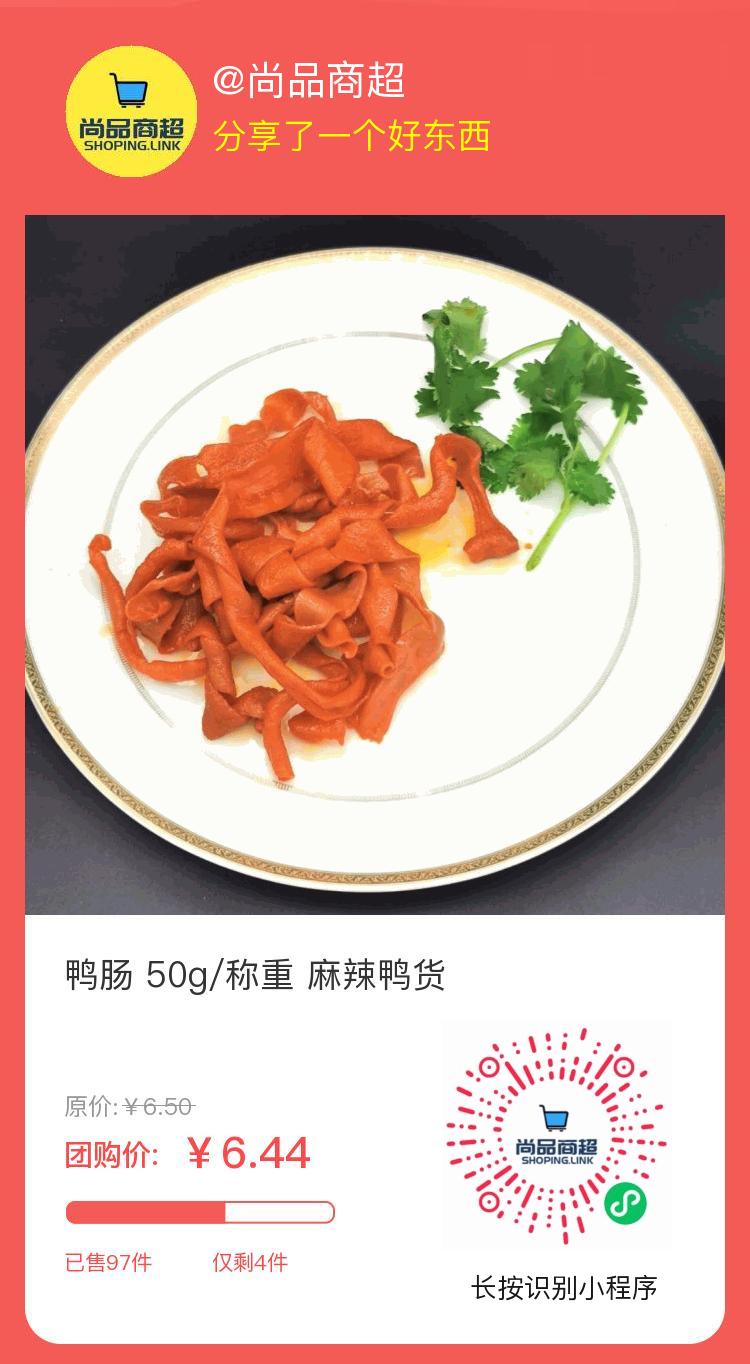 @尚品商超
尚品商超
SHOPING.LINK
分享了一个好东西
鸭肠 50g/称重 麻辣鸭货
原价:￥6.50
团购价: ￥6.44
已售97件 仅剩4件
尚品商超
SHOPING.LINK
长按识别小程序